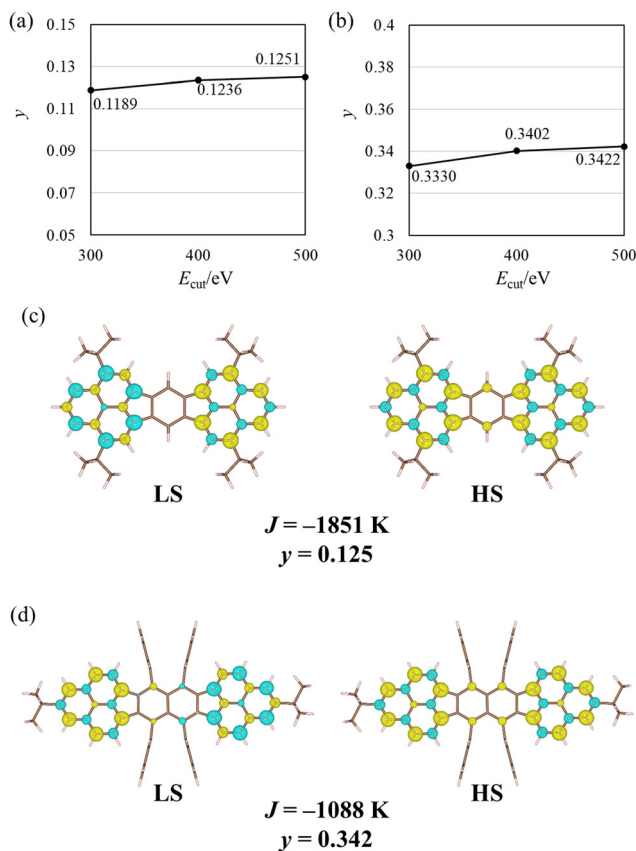 (a)
0.15
0.13
0.11
0.09
0.07
0.05
y
0.1189
0.1236
0.1251
300
400
500
E_cut/eV
(b)
0.4
0.38
0.36
0.34
0.32
0.3
y
0.3330
0.3402
0.3422
300
400
500
E_cut/eV
(c)
LS
HS
J = –1851 K
y = 0.125
(d)
LS
HS
J = –1088 K
y = 0.342